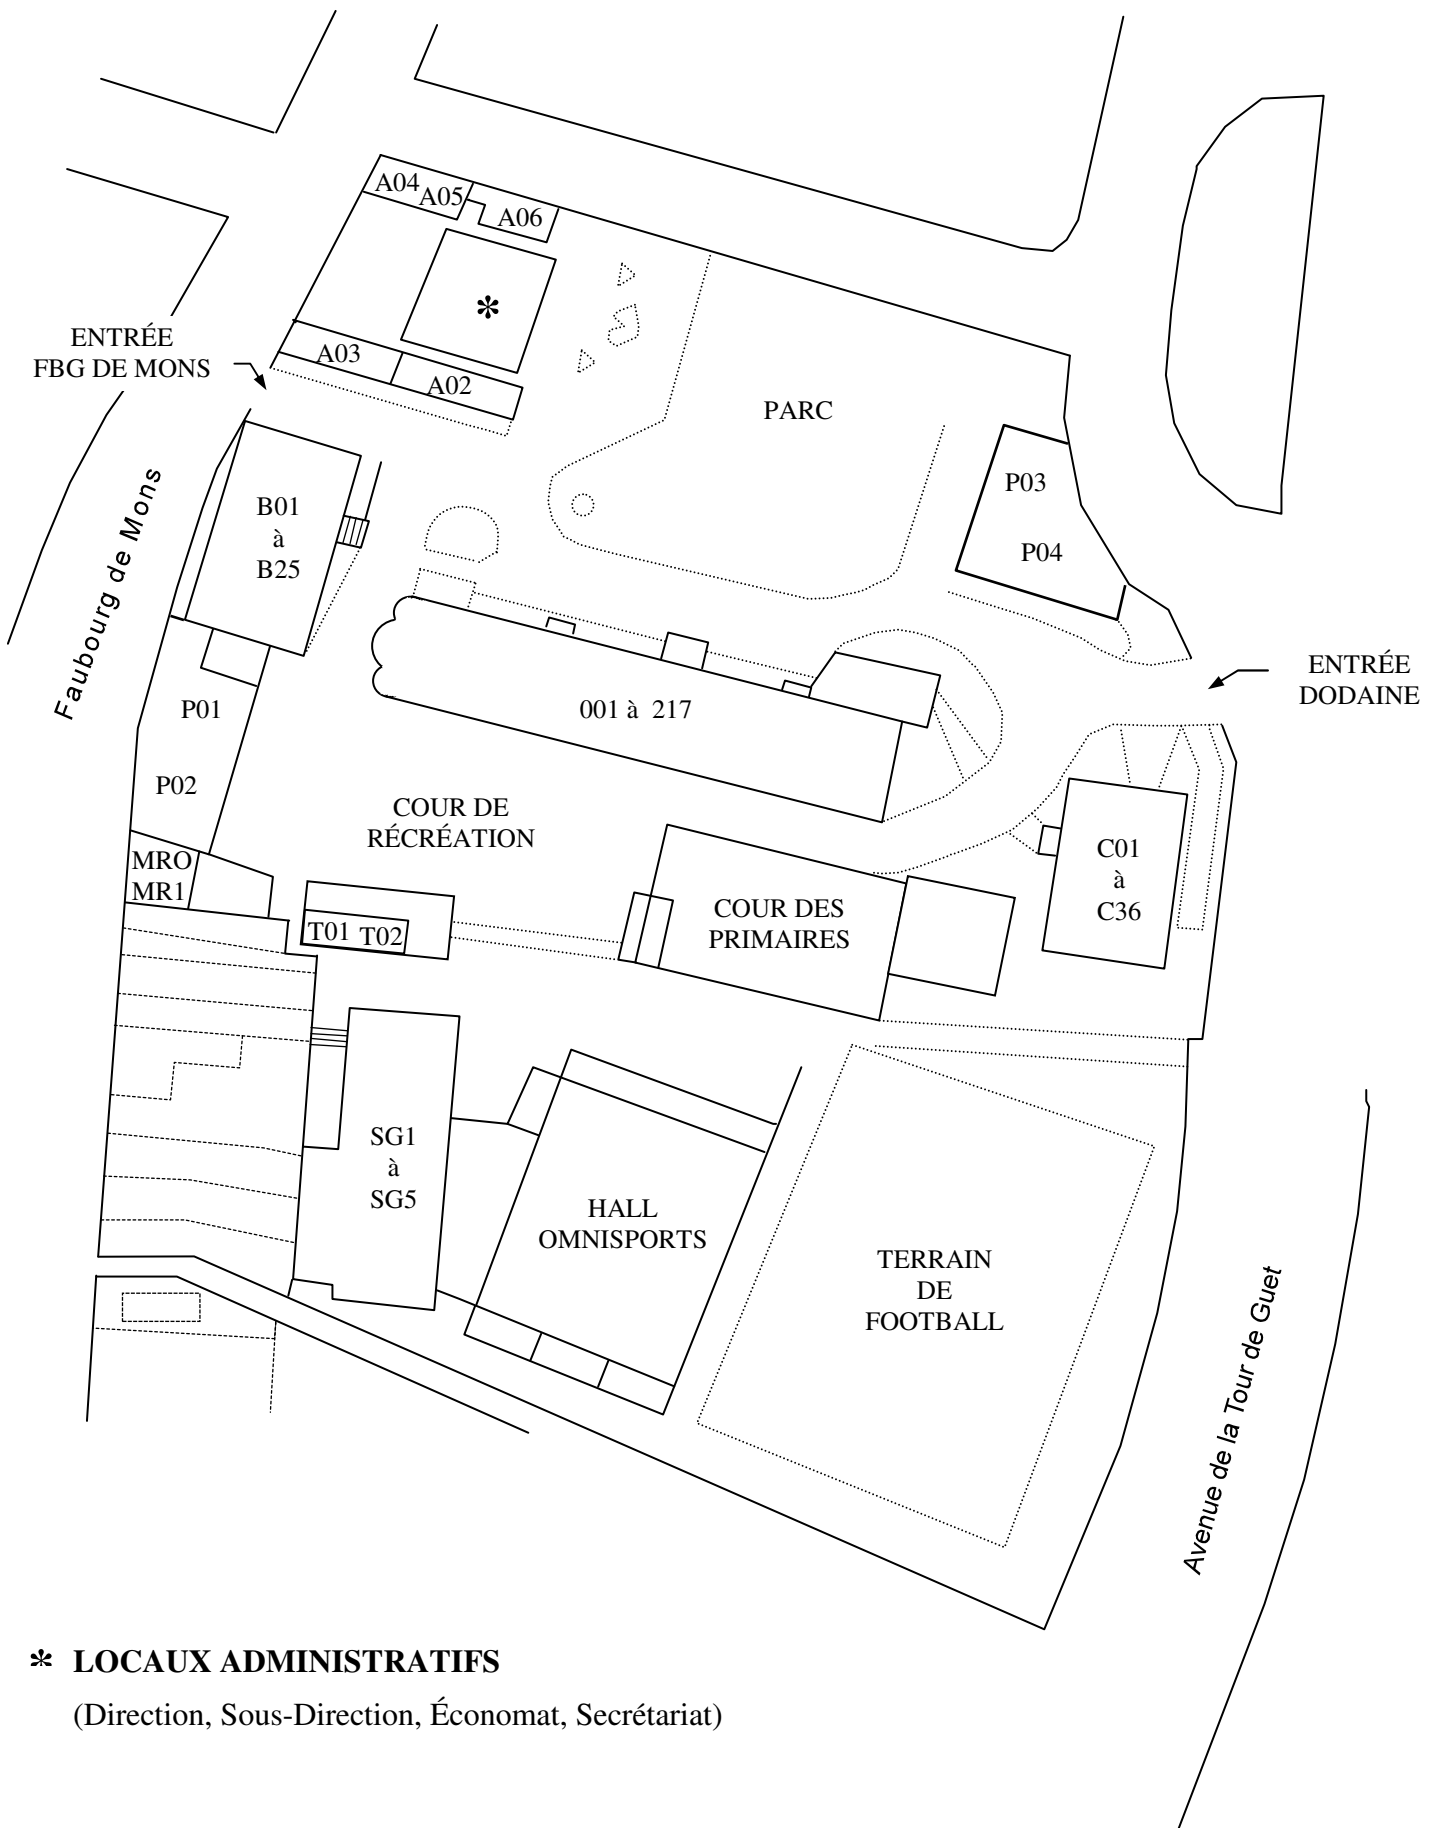 A04
A05
A06
*
ENTRÉE
FBG DE MONS
A03
A02
PARC
P03
P04
B01
à
B25
Faubourg de Mons
ENTRÉE
DODAINE
P01
001 à 217
P02
COUR DE
RÉCRÉATION
C01
à
C36
MRO
MR1
COUR DES
PRIMAIRES
T01 T02
SG1
à
SG5
HALL
OMNISPORTS
TERRAIN
DE
FOOTBALL
Avenue de la Tour de Guet
* LOCAUX ADMINISTRATIFS
(Direction, Sous-Direction, Économat, Secrétariat)